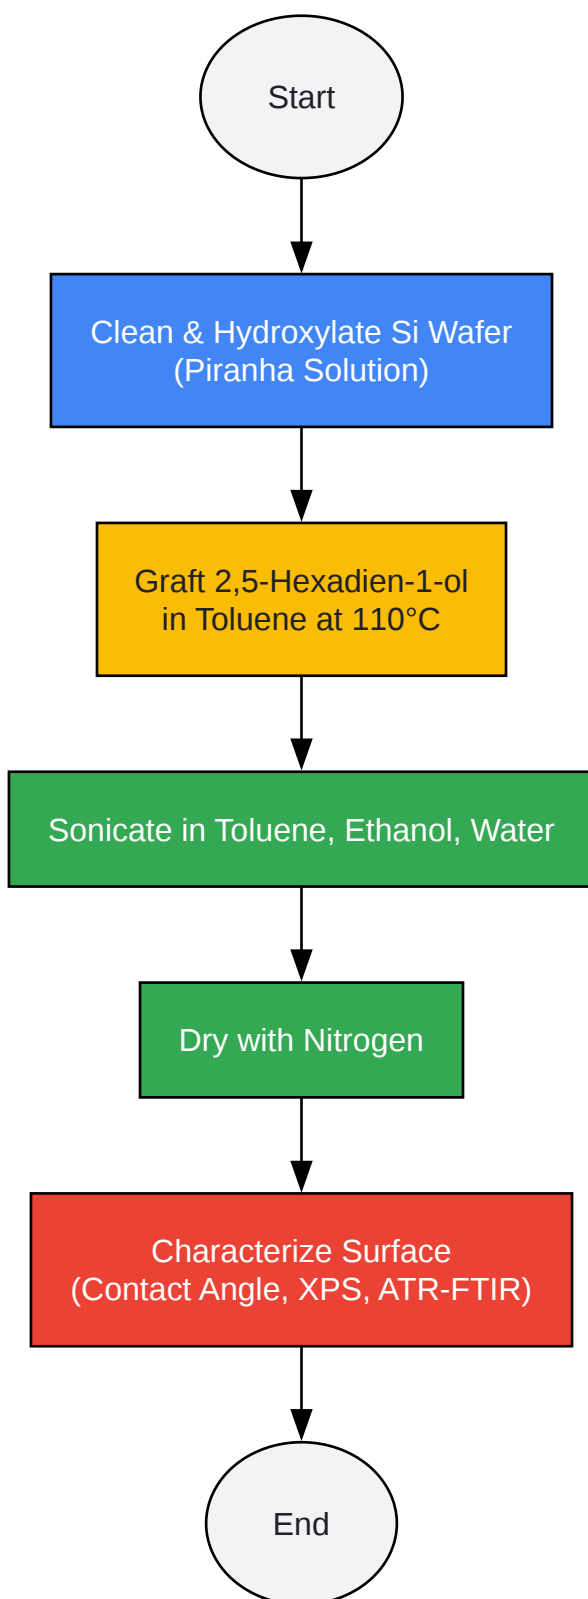 Start
Clean & Hydroxylate Si Wafer
(Piranha Solution)
Graft 2,5-Hexadien-1-ol
in Toluene at 110°C
Sonicate in Toluene, Ethanol, Water
Dry with Nitrogen
Characterize Surface
(Contact Angle, XPS, ATR-FTIR)
End